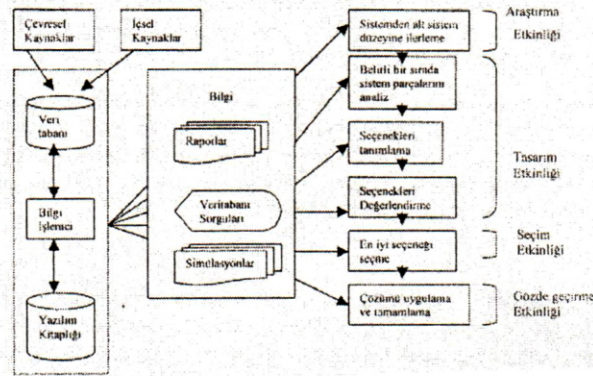 Çevresel
Kaynaklar
İçsel
Kaynaklar
Veri
tabanı
Bilgi
İşlemci
Yazılım
Kitaplığı
Bilgi
Raporlar
Veritabanı
Sorguları
Simülasyonlar
Sistemden alt sistem
düzeyine ilerleme
Belirli bir sırada
sistem parçalarını
analiz
Seçenekleri
tanımlama
Seçenekleri
Değerlendirme
En iyi seçeneği
seçme
Çözümü uygulama
ve tamamlama
Araştırma
Etkinliği
Tasarım
Etkinliği
Seçim
Etkinliği
Gözde geçirme
Etkinliği